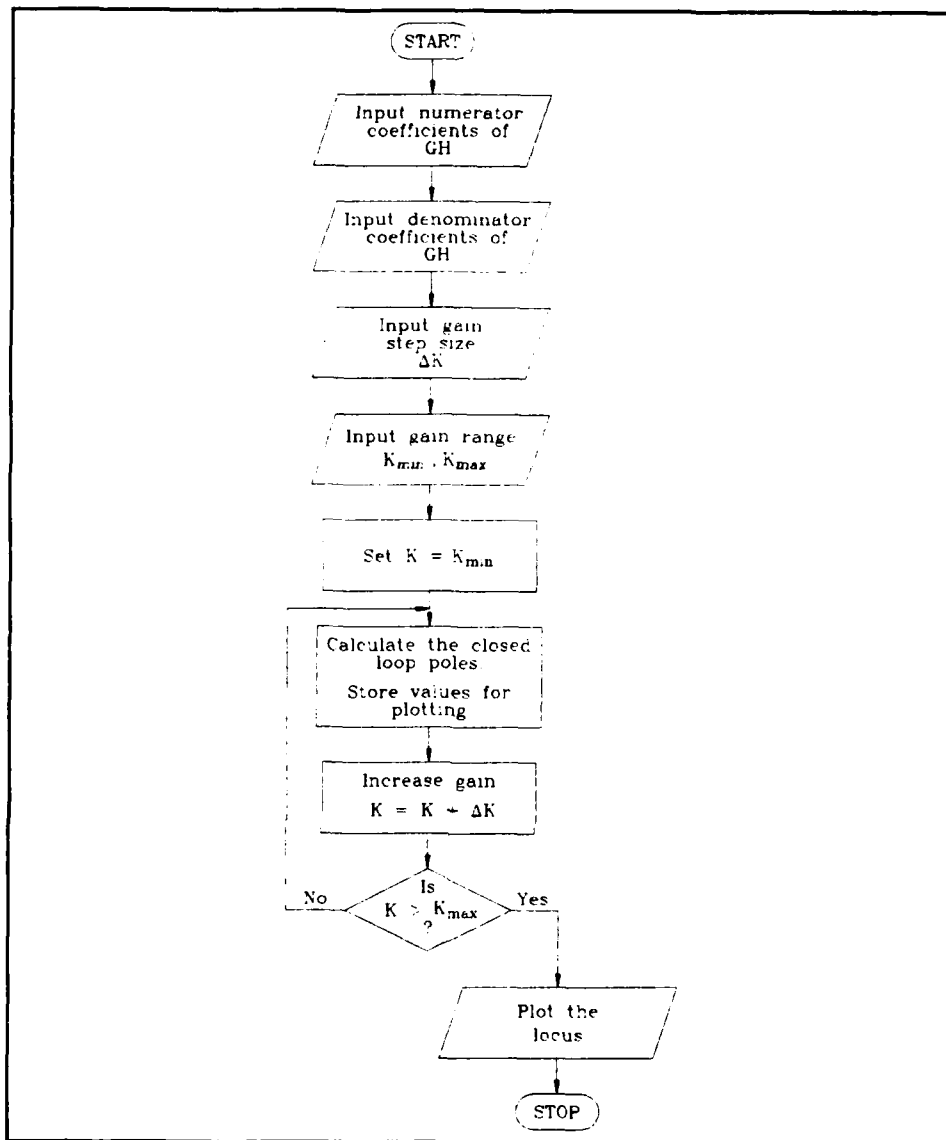 START
Input numerator
coefficients of
GH
Input denominator
coefficients of
GH
Input gain
step size
ΔK
Input gain range
Kmin , Kmax
Set K = Kmin
Calculate the closed
loop poles
Store values for
plotting
Increase gain
K = K + ΔK
Is
K > Kmax
?
No
Yes
Plot the
locus
STOP